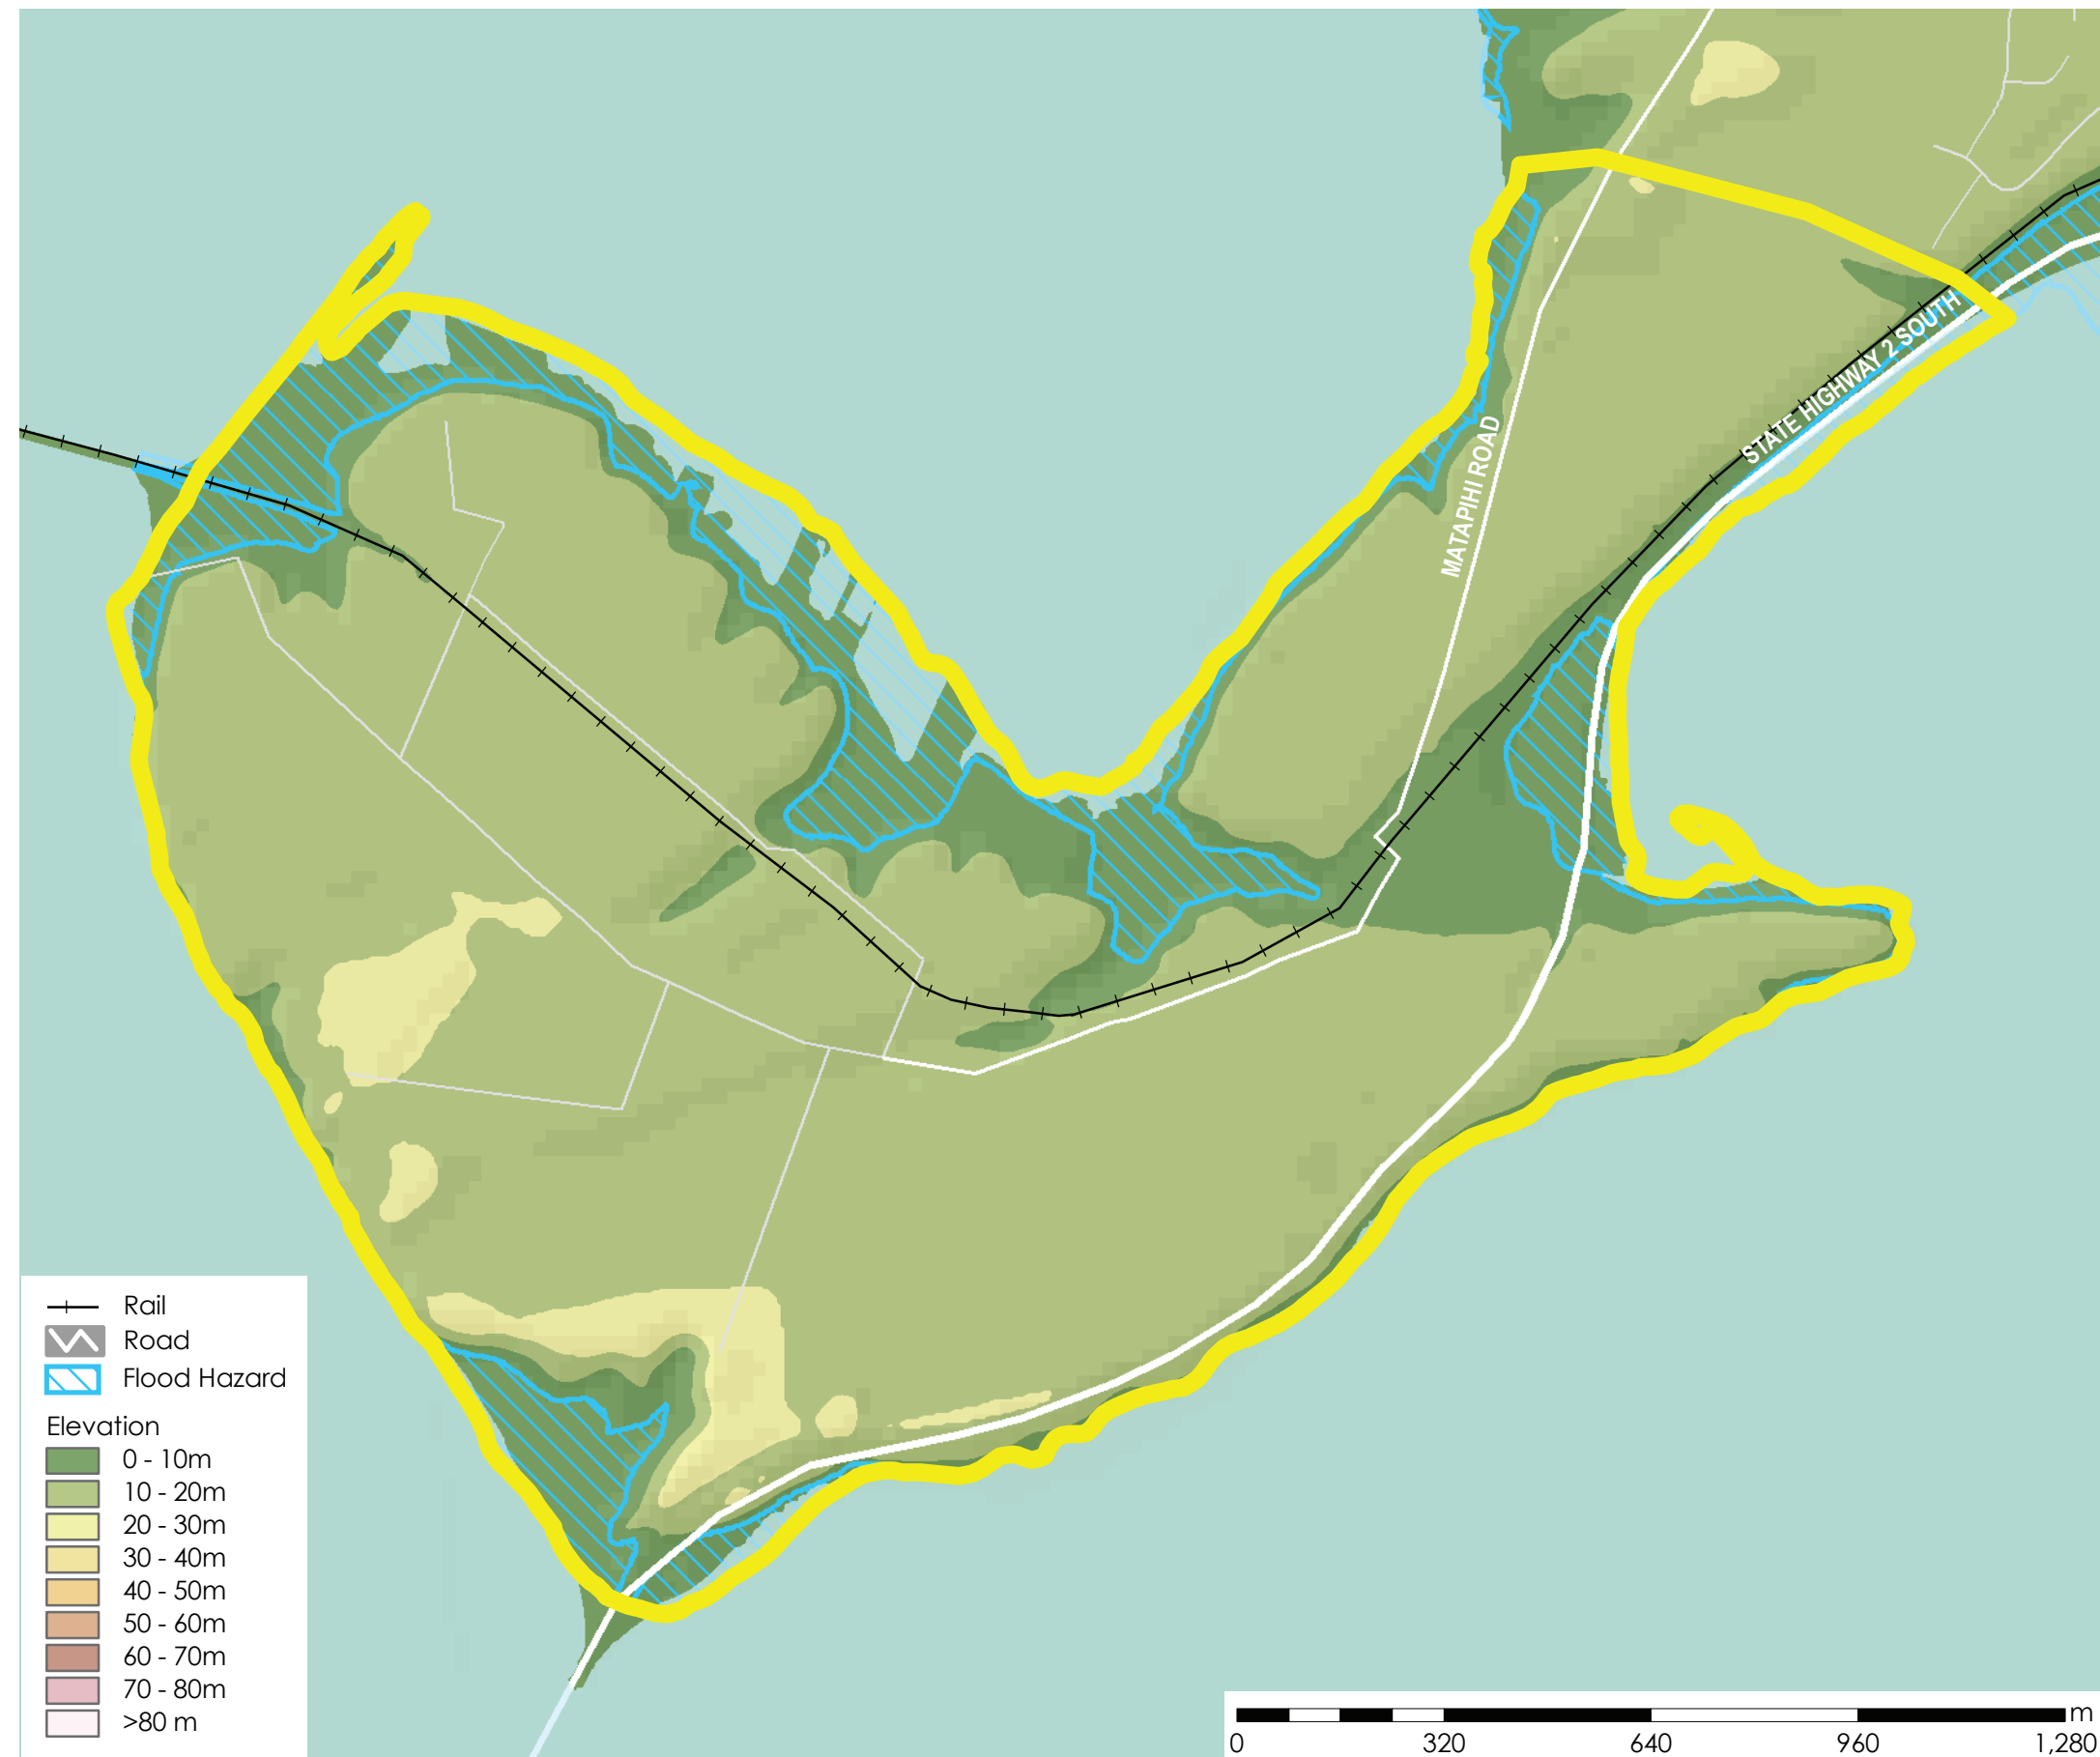 STATE HIGHWAY 2 SOUTH
MATAPIHI ROAD
Rail
Road
Flood Hazard
Elevation
0 - 10m
10 - 20m
20 - 30m
30 - 40m
40 - 50m
50 - 60m
60 - 70m
70 - 80m
>80 m
m
0 320 640 960 1,280